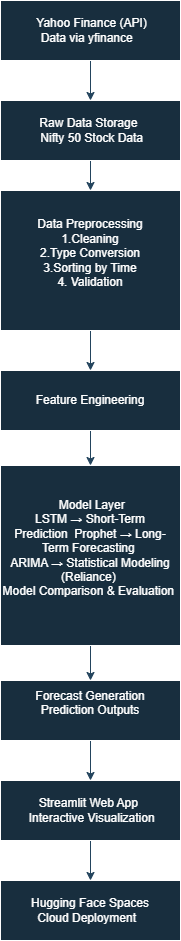 Yahoo Finance (API)
Data via yfinance
Raw Data Storage
Nifty 50 Stock Data
Data Preprocessing
1.Cleaning
2.Type Conversion
3.Sorting by Time
4. Validation
Feature Engineering
Model Layer
LSTM → Short-Term
Prediction Prophet → Long-
Term Forecasting
ARIMA → Statistical Modeling
(Reliance)
Model Comparison & Evaluation
Forecast Generation
Prediction Outputs
Streamlit Web App
Interactive Visualization
Hugging Face Spaces
Cloud Deployment